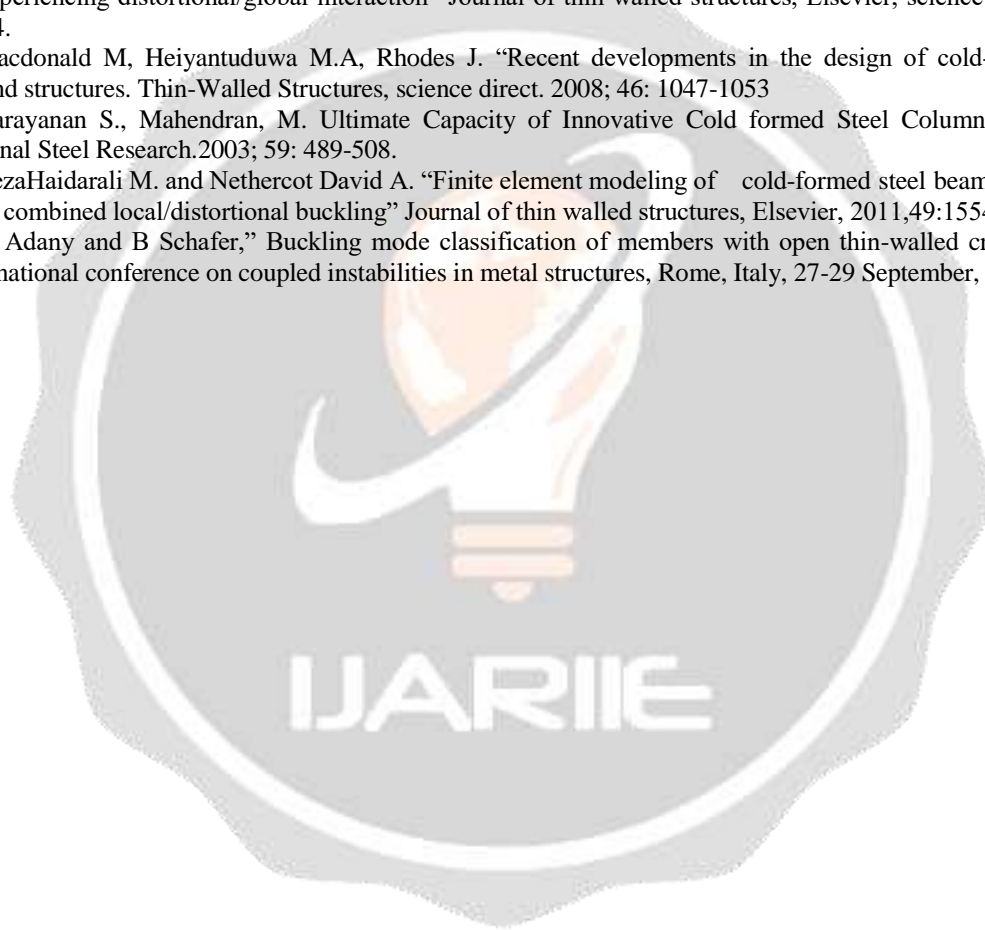 periencing distortional/global interaction" Journal of thin walled structures, Elsevier, science
4.
acdonald M, Heiyantuduwa M.A, Rhodes J. "Recent developments in the design of cold-
nd structures. Thin-Walled Structures, science direct. 2008; 46: 1047-1053
arayanan S., Mahendran, M. Ultimate Capacity of Innovative Cold formed Steel Column
nal Steel Research.2003; 59: 489-508.
ezaHaidarali M. and Nethercot David A. "Finite element modeling of   cold-formed steel beam
combined local/distortional buckling" Journal of thin walled structures, Elsevier, 2011,49:1554
Adany and B Schafer," Buckling mode classification of members with open thin-walled cr
national conference on coupled instabilities in metal structures, Rome, Italy, 27-29 September,
IJARIIE